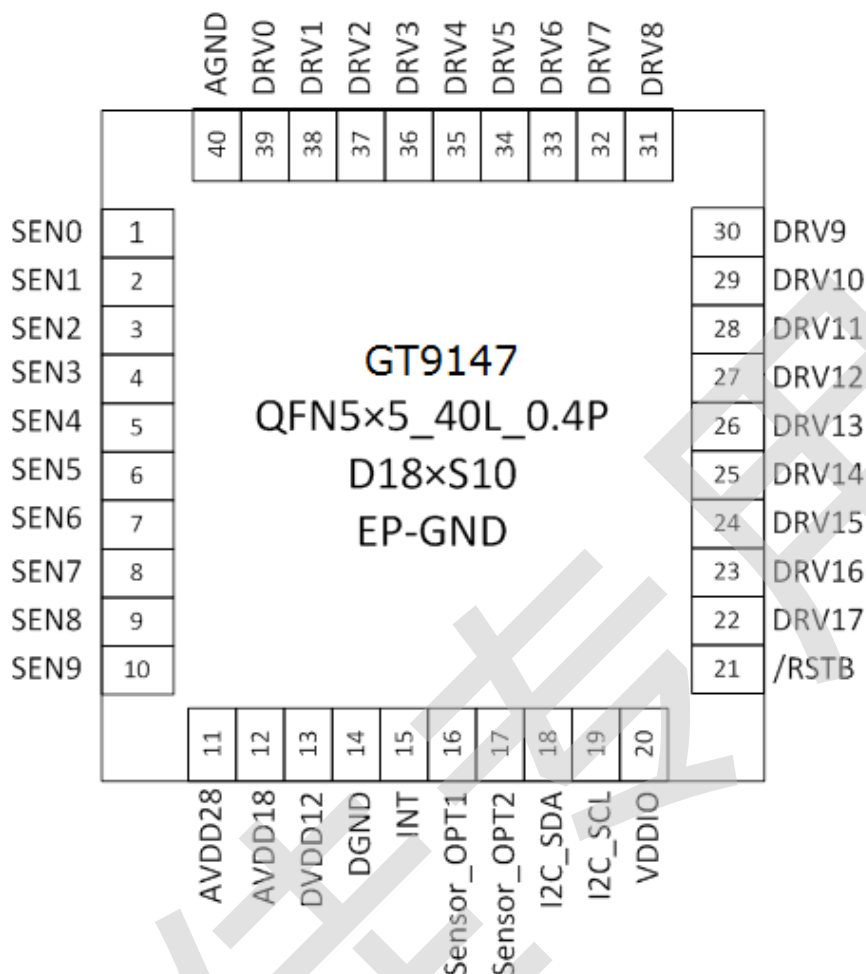 AGND
DRV0
DRV1
DRV2
DRV3
DRV4
DRV5
DRV6
DRV7
DRV8
40
39
38
37
36
35
34
33
32
31
SEN0 1
SEN1 2
SEN2 3
SEN3 4
SEN4 5
SEN5 6
SEN6 7
SEN7 8
SEN8 9
SEN9 10
GT9147
QFN5×5_40L_0.4P
D18×S10
EP-GND
30 DRV9
29 DRV10
28 DRV11
27 DRV12
26 DRV13
25 DRV14
24 DRV15
23 DRV16
22 DRV17
21 /RSTB
11
12
13
14
15
16
17
18
19
20
AVDD28
AVDD18
DVDD12
DGND
INT
Sensor_OPT1
Sensor_OPT2
I2C_SDA
I2C_SCL
VDDIO